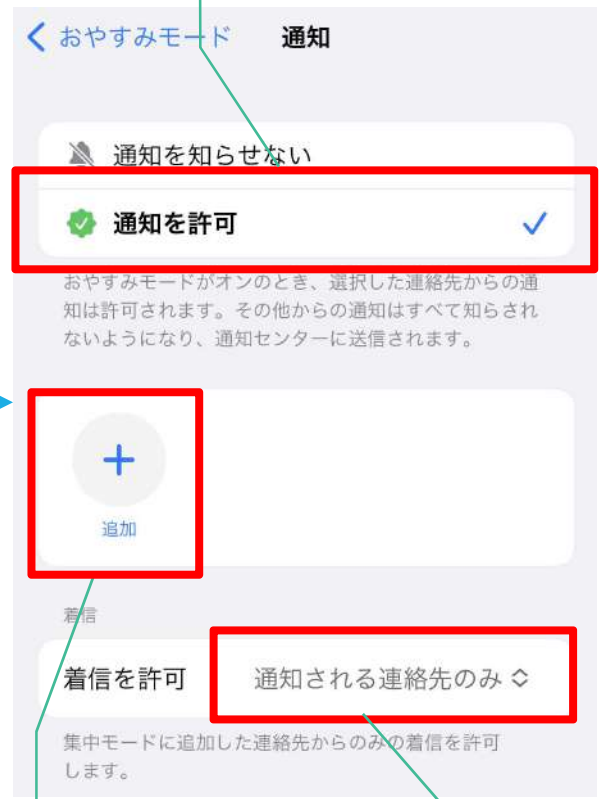 おやすみモード 通知
通知を知らせない
通知を許可
おやすみモードがオンのとき、選択した連絡先からの通
知は許可されます。その他からの通知はすべて知らされ
ないようになり、通知センターに送信されます。
追加
着信
着信を許可 通知される連絡先のみ
集中モードに追加した連絡先からのみの着信を許可
します。